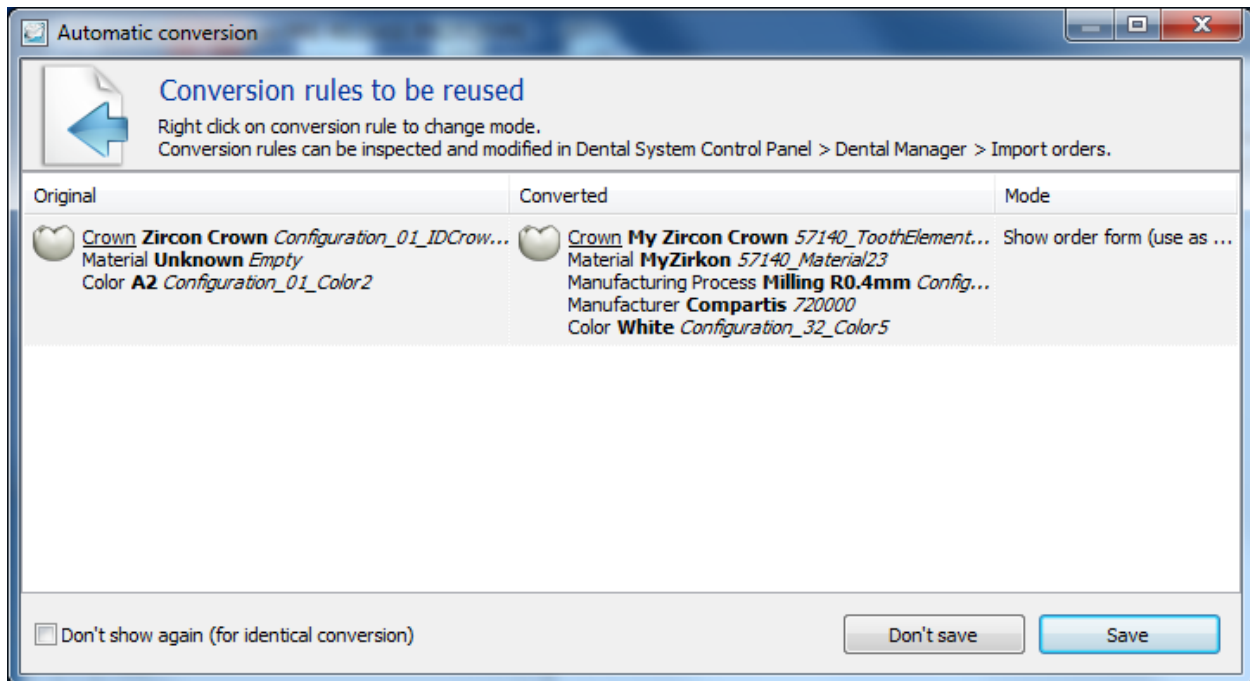 Automatic conversion
Conversion rules to be reused
Right click on conversion rule to change mode.
Conversion rules can be inspected and modified in Dental System Control Panel > Dental Manager > Import orders.
Original Converted Mode
Crown Zircon Crown Configuration_01_IDCrow... Crown My Zircon Crown 57140_ToothElement... Show order form (use as ...
Material Unknown Empty Material MyZirkon 57140_Material23
Color A2 Configuration_01_Color2 Manufacturing Process Milling R0.4mm Config...
Manufacturer Compartis 720000
Color White Configuration_32_Color5
Don't show again (for identical conversion) Don't save Save